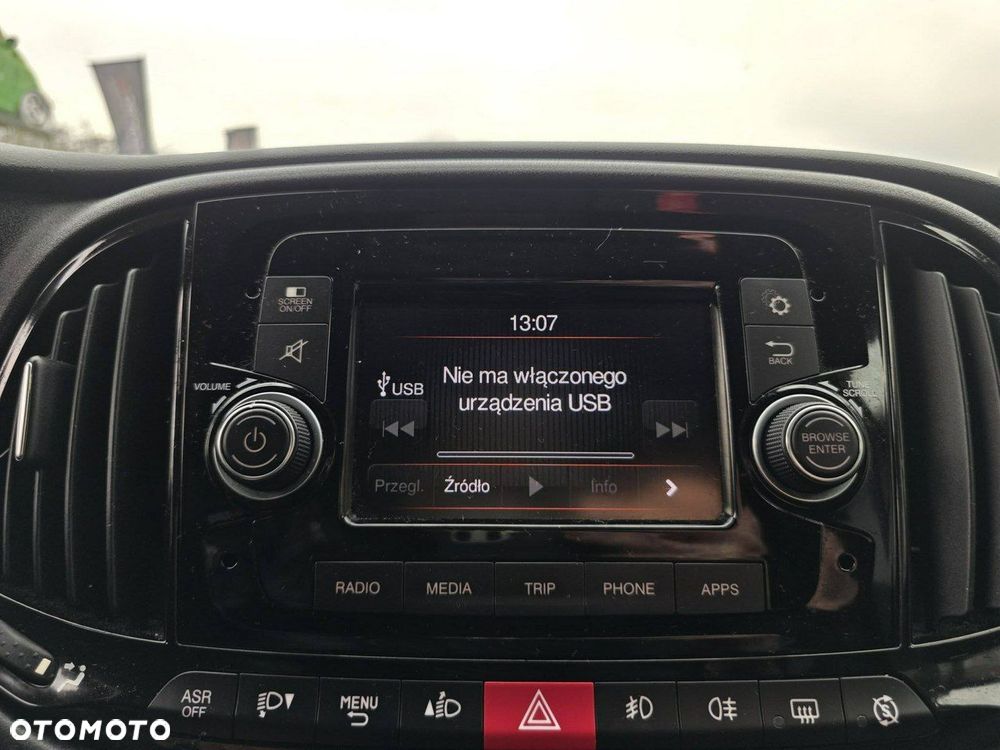 SCREEN
ON/OFF
VOLUME
13:07
USB
Nie ma włączonego
urządzenia USB
Przegl.
Źródło
Info
BACK
TUNE
SCROLL
BROWSE
ENTER
RADIO
MEDIA
TRIP
PHONE
APPS
ASR
OFF
MENU
OTOMOTO